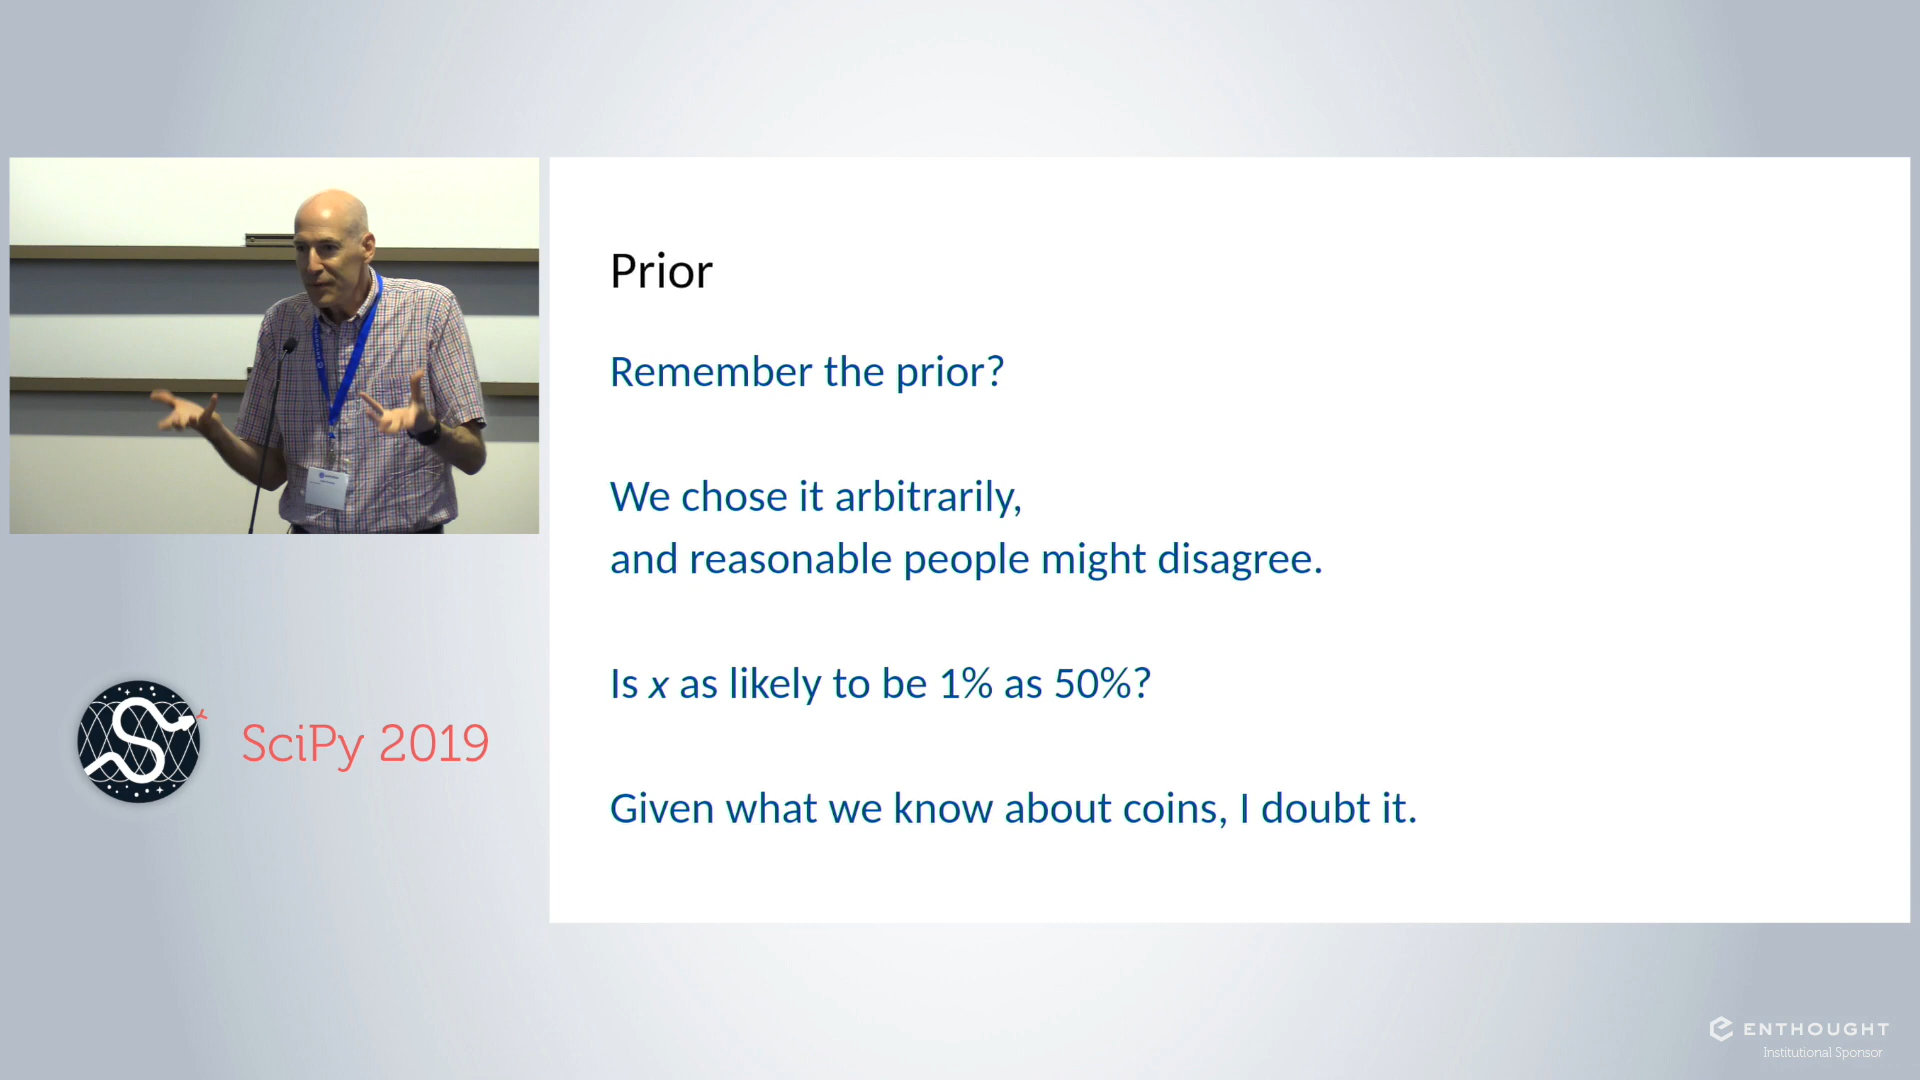 Prior
Remember the prior?
We chose it arbitrarily,
and reasonable people might disagree.
Is x as likely to be 1% as 50%?
Given what we know about coins, I doubt it.
SciPy 2019
ENTHOUGHT
Institutional Sponsor